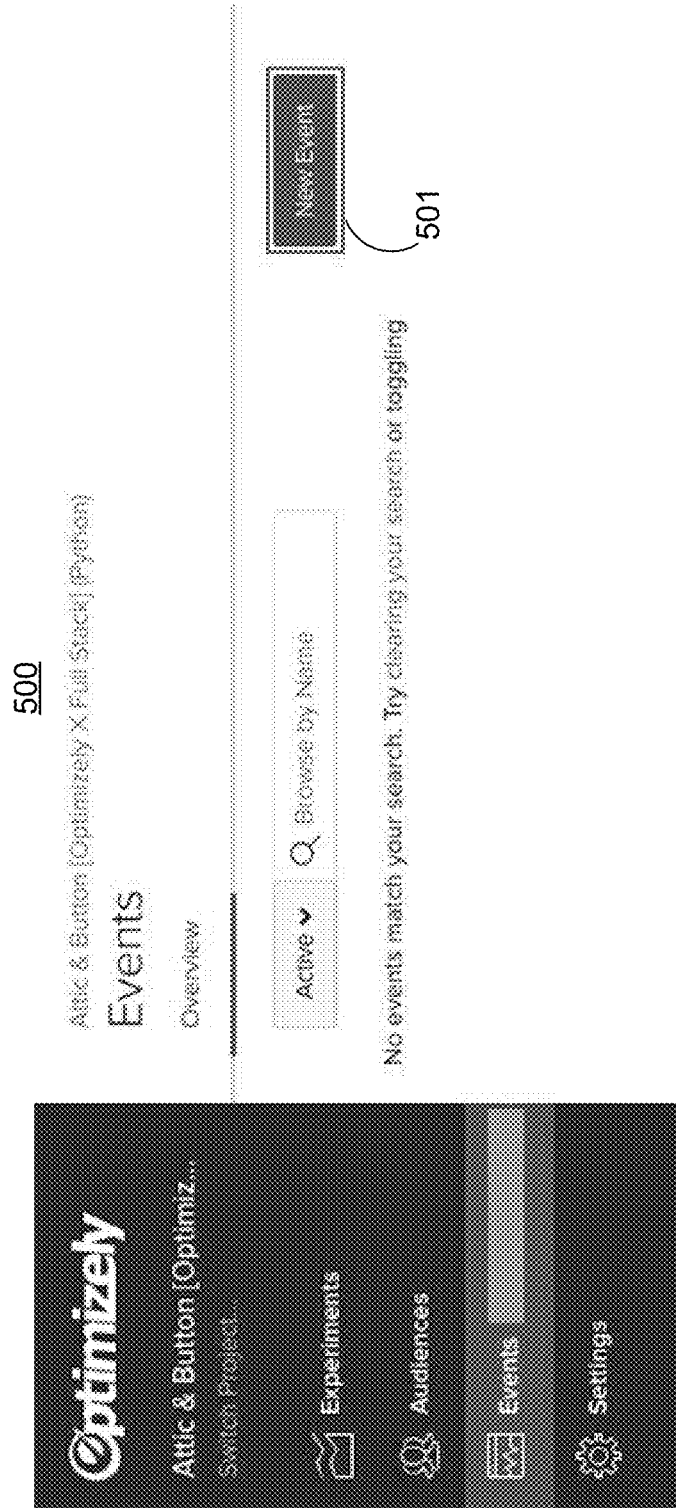 500
Optimizely
Attic & Button [Optimiz...
Switch Project...
Experiments
Audiences
Events
Settings
Attic & Button [Optimizely X Full Stack] (Python)
Events
Overview
Active
Browse by Name
New Event
501
No events match your search. Try clearing your search or toggling